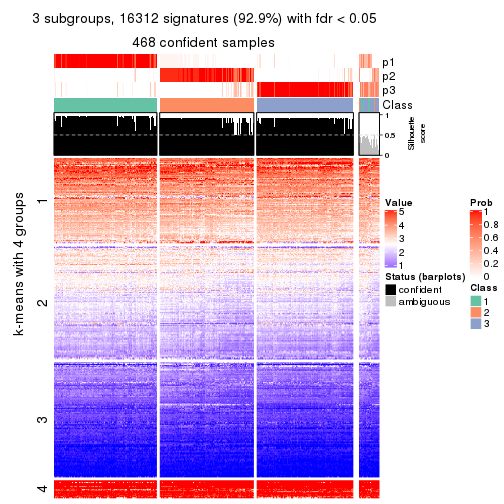 3 subgroups, 16312 signatures (92.9%) with fdr < 0.05
468 confident samples
p1
p2
p3
Class
1
0.5
0
Silhouette
score
k-means with 4 groups
1
2
3
4
Value
5
4
3
2
1
Status (barplots)
confident
ambiguous
Prob
1
0.8
0.6
0.4
0.2
0
Class
1
2
3